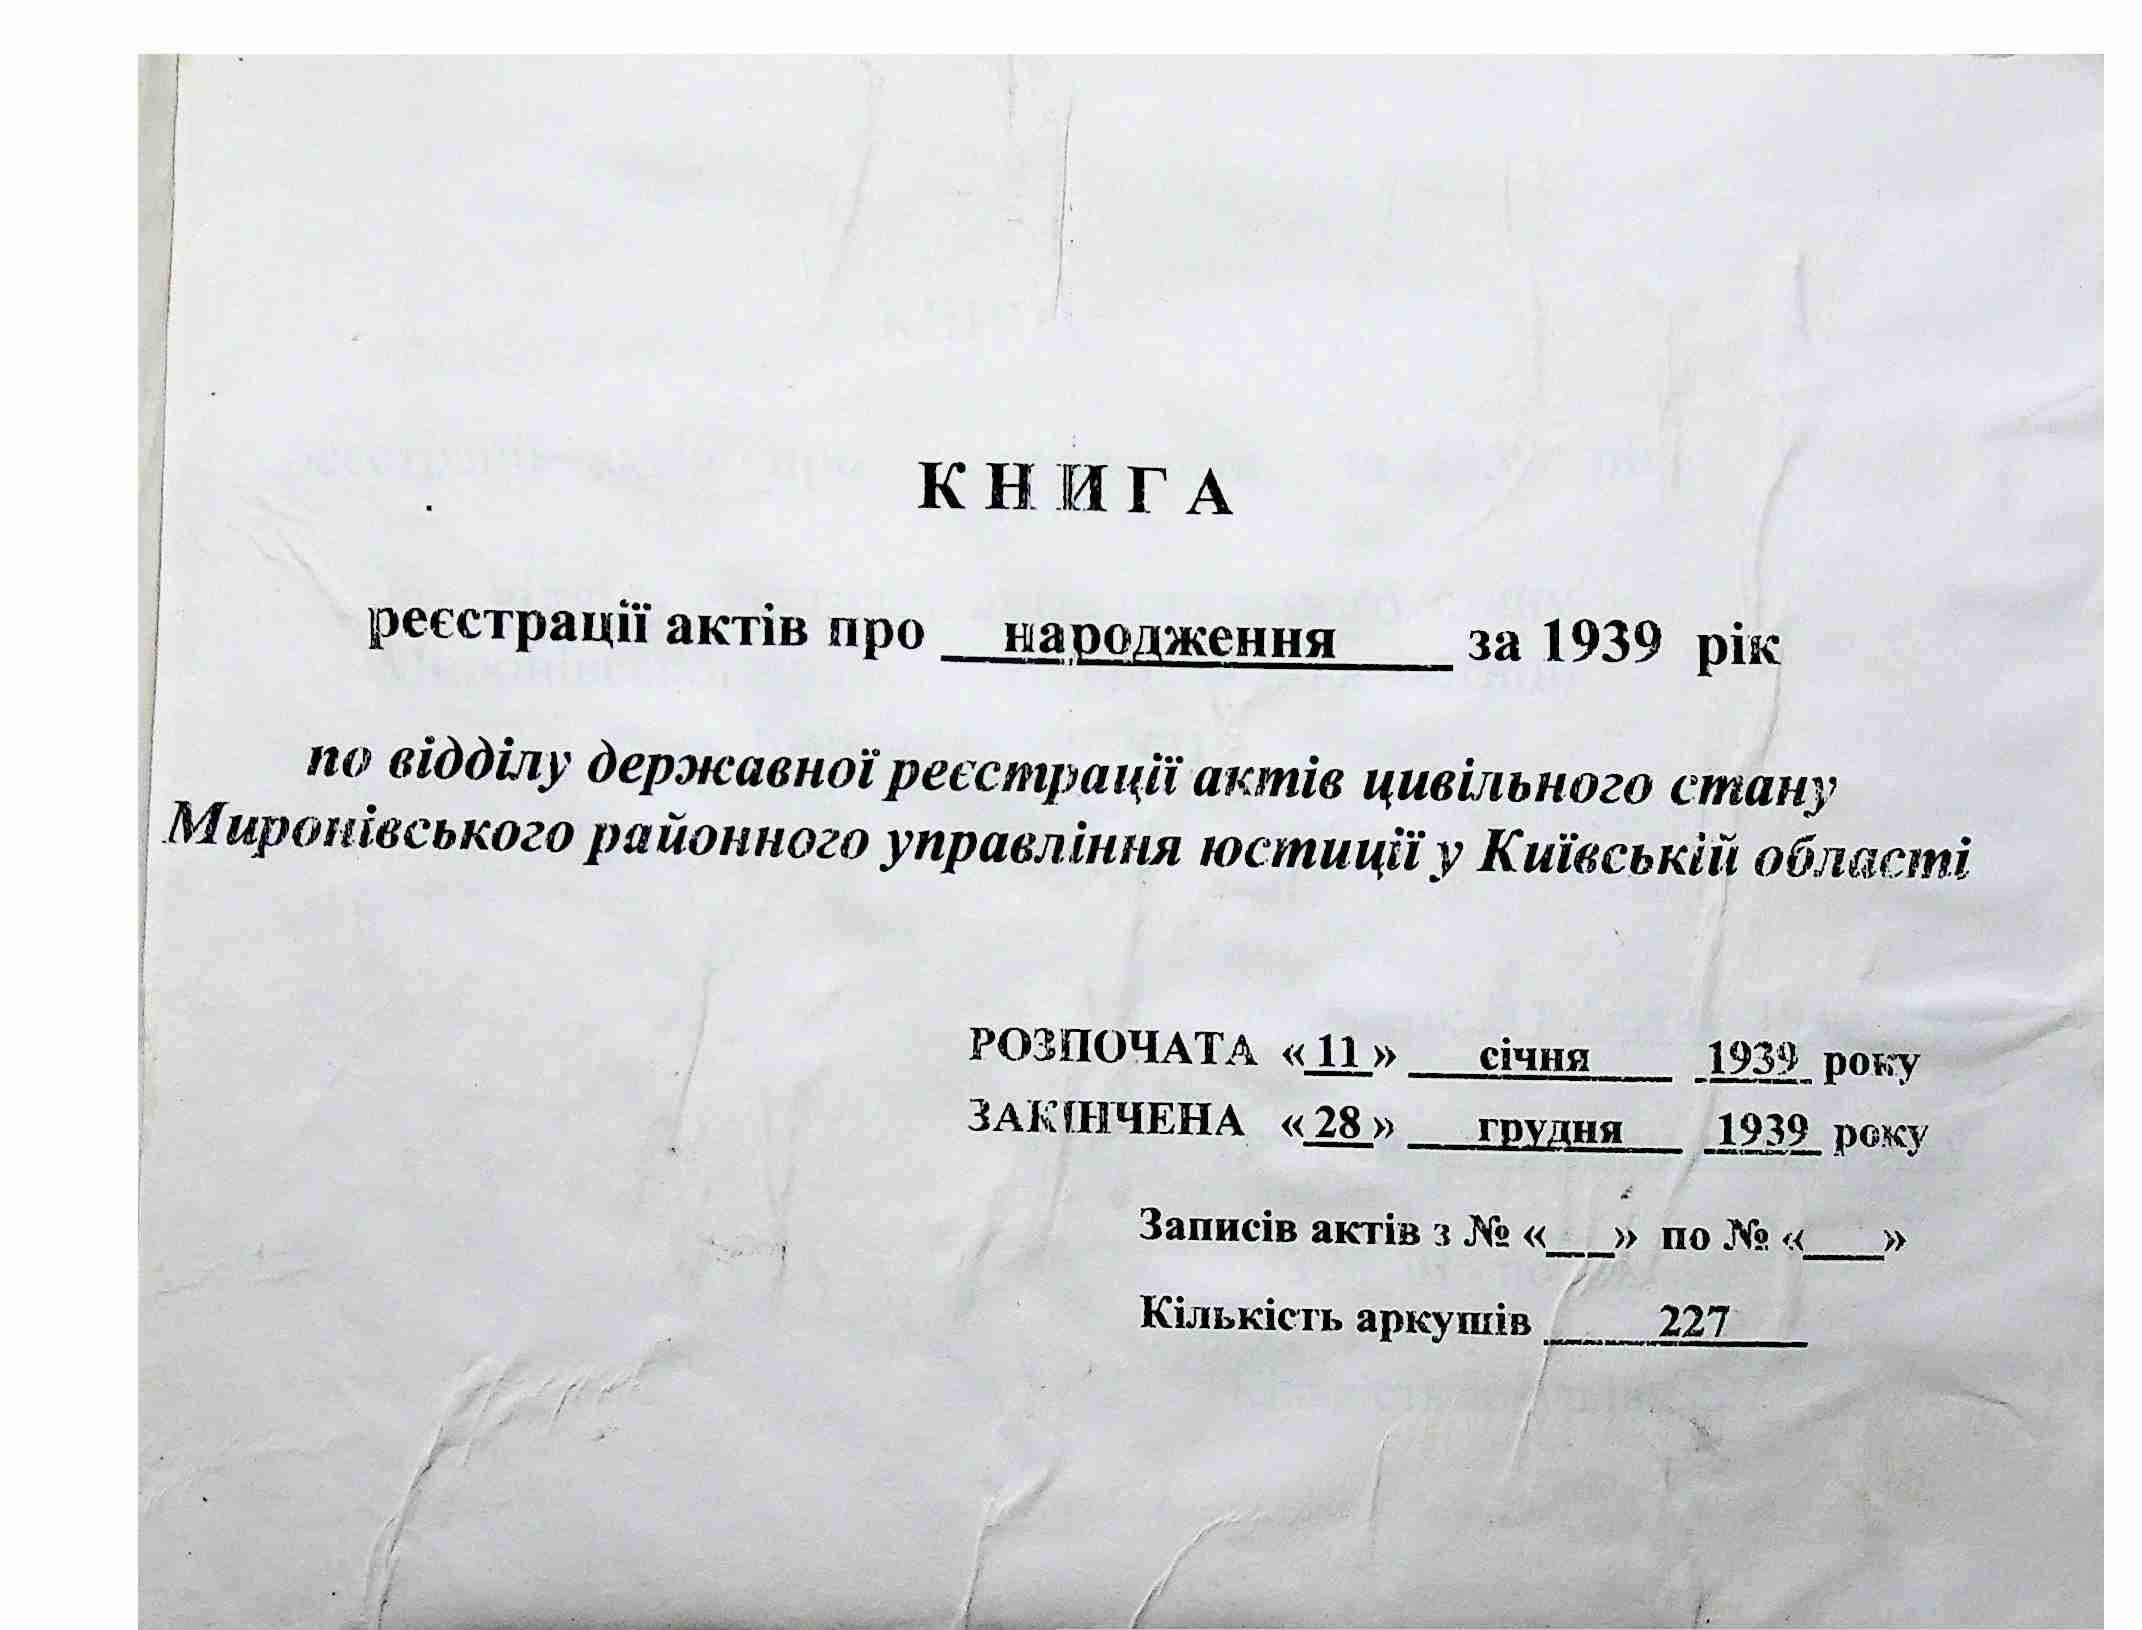 К Н И Г А
реєстрації актів про народження за 1939 рік
по відділу державної реєстрації актів цивільного стану
Миронівського районного управління юстиції у Київській області
РОЗПОЧАТА « 11 » січня 1939 року
ЗАКІНЧЕНА « 28 » грудня 1939 року
Записів актів з № «___» по № «____»
Кількість аркушів 227